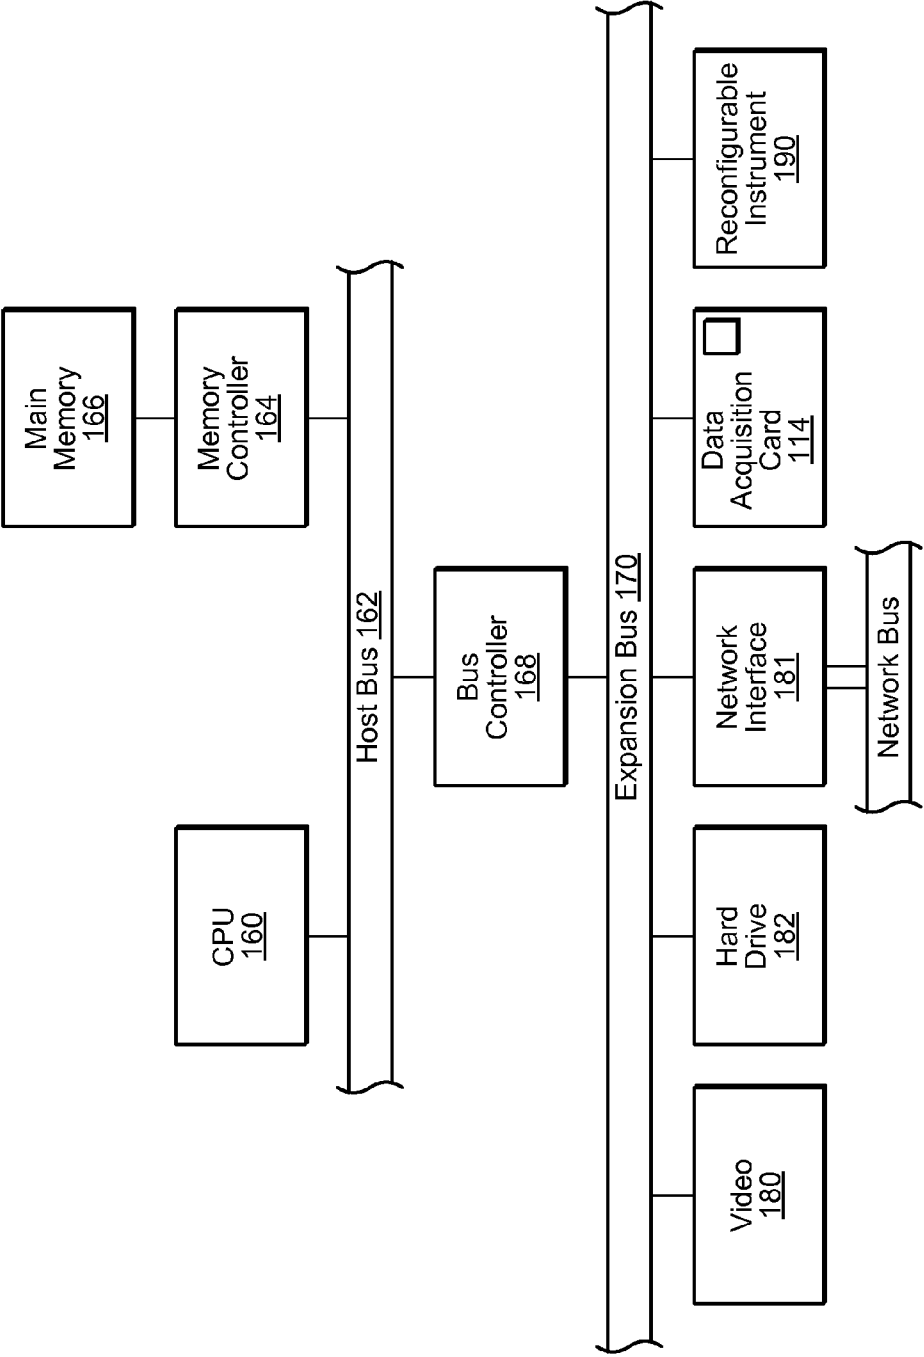 Main
Memory
166
CPU
160
Memory
Controller
164
Host Bus 162
Bus
Controller
168
Expansion Bus 170
Video
180
Hard
Drive
182
Network
Interface
181
Data
Acquisition
Card
114
Reconfigurable
Instrument
190
Network Bus